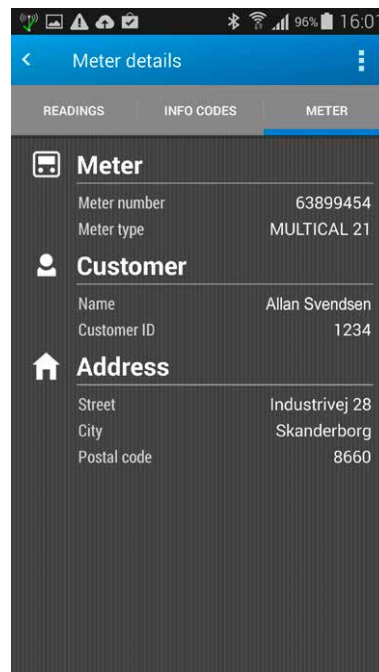 96% 16:01
Meter details
READINGS INFO CODES METER
Meter
Meter number 63899454
Meter type MULTICAL 21
Customer
Name Allan Svendsen
Customer ID 1234
Address
Street Industrivej 28
City Skanderborg
Postal code 8660